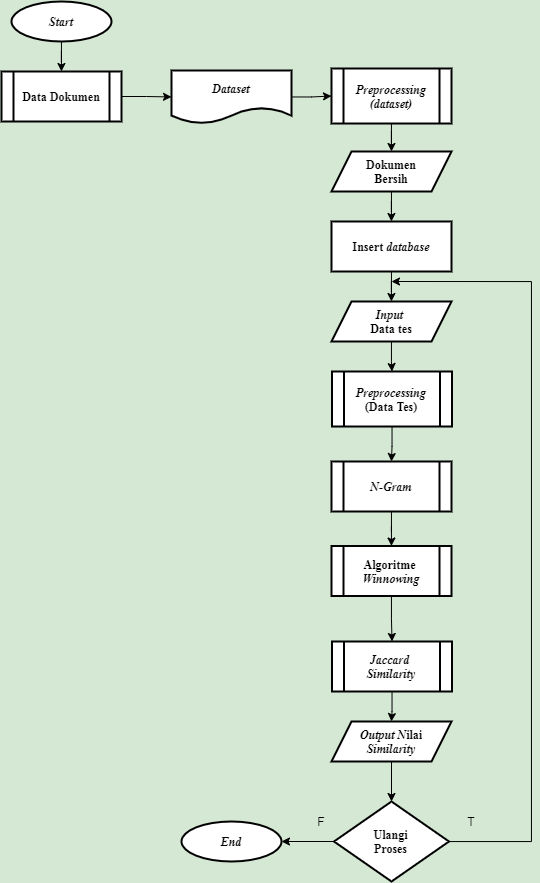 Start
Data Dokumen
Dataset
Preprocessing
(dataset)
Dokumen
Bersih
Insert database
Input
Data tes
Preprocessing
(Data Tes)
N-Gram
Algoritme
Winnowing
Jaccard
Similarity
Output Nilai
Similarity
F
T
Ulangi
Proses
End